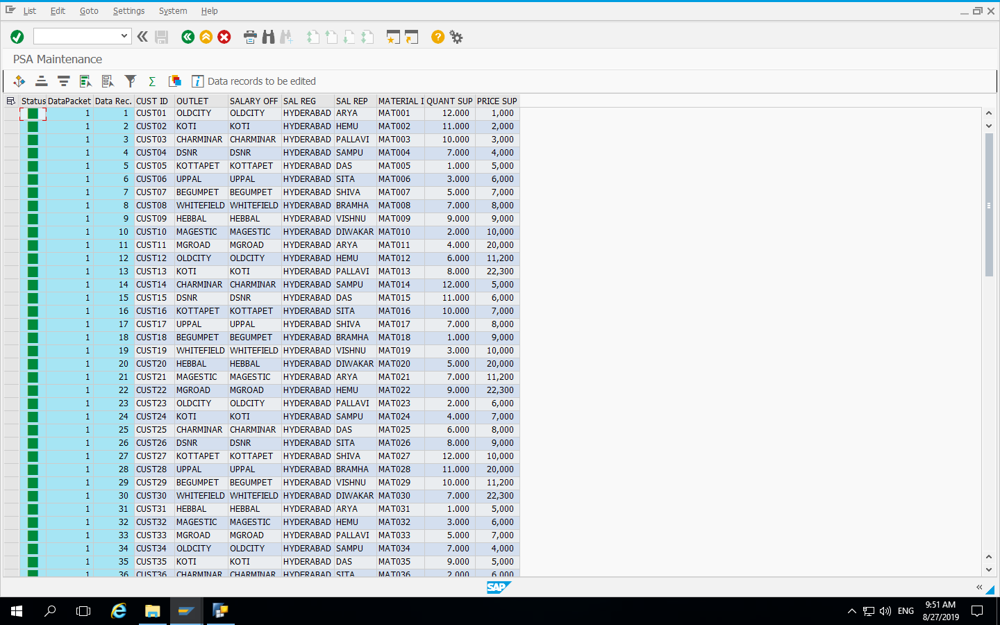 List Edit Goto Settings System Help
PSA Maintenance
Data records to be edited
Status DataPacket Data Rec. CUST ID OUTLET SALARY OFF SAL REG SAL REP MATERIAL I QUANT SUP PRICE SUP
1 1 CUST01 OLDCITY OLDCITY HYDERABAD ARYA MAT001 12.000 1,000
1 2 CUST02 KOTI KOTI HYDERABAD HEMU MAT002 11.000 2,000
1 3 CUST03 CHARMINAR CHARMINAR HYDERABAD PALLAVI MAT003 10.000 3,000
1 4 CUST04 DSNR DSNR HYDERABAD SAMPU MAT004 7.000 4,000
1 5 CUST05 KOTTAPET KOTTAPET HYDERABAD DAS MAT005 1.000 5,000
1 6 CUST06 UPPAL UPPAL HYDERABAD SITA MAT006 3.000 6,000
1 7 CUST07 BEGUMPET BEGUMPET HYDERABAD SHIVA MAT007 5.000 7,000
1 8 CUST08 WHITEFIELD WHITEFIELD HYDERABAD BRAMHA MAT008 7.000 8,000
1 9 CUST09 HEBBAL HEBBAL HYDERABAD VISHNU MAT009 9.000 9,000
1 10 CUST10 MAGESTIC MAGESTIC HYDERABAD DIWAKAR MAT010 2.000 10,000
1 11 CUST11 MGROAD MGROAD HYDERABAD ARYA MAT011 4.000 20,000
1 12 CUST12 OLDCITY OLDCITY HYDERABAD HEMU MAT012 6.000 11,200
1 13 CUST13 KOTI KOTI HYDERABAD PALLAVI MAT013 8.000 22,300
1 14 CUST14 CHARMINAR CHARMINAR HYDERABAD SAMPU MAT014 12.000 5,000
1 15 CUST15 DSNR DSNR HYDERABAD DAS MAT015 11.000 6,000
1 16 CUST16 KOTTAPET KOTTAPET HYDERABAD SITA MAT016 10.000 7,000
1 17 CUST17 UPPAL UPPAL HYDERABAD SHIVA MAT017 7.000 8,000
1 18 CUST18 BEGUMPET BEGUMPET HYDERABAD BRAMHA MAT018 1.000 9,000
1 19 CUST19 WHITEFIELD WHITEFIELD HYDERABAD VISHNU MAT019 3.000 10,000
1 20 CUST20 HEBBAL HEBBAL HYDERABAD DIWAKAR MAT020 5.000 20,000
1 21 CUST21 MAGESTIC MAGESTIC HYDERABAD ARYA MAT021 7.000 11,200
1 22 CUST22 MGROAD MGROAD HYDERABAD HEMU MAT022 9.000 22,300
1 23 CUST23 OLDCITY OLDCITY HYDERABAD PALLAVI MAT023 2.000 6,000
1 24 CUST24 KOTI KOTI HYDERABAD SAMPU MAT024 4.000 7,000
1 25 CUST25 CHARMINAR CHARMINAR HYDERABAD DAS MAT025 6.000 8,000
1 26 CUST26 DSNR DSNR HYDERABAD SITA MAT026 8.000 9,000
1 27 CUST27 KOTTAPET KOTTAPET HYDERABAD SHIVA MAT027 12.000 10,000
1 28 CUST28 UPPAL UPPAL HYDERABAD BRAMHA MAT028 11.000 20,000
1 29 CUST29 BEGUMPET BEGUMPET HYDERABAD VISHNU MAT029 10.000 11,200
1 30 CUST30 WHITEFIELD WHITEFIELD HYDERABAD DIWAKAR MAT030 7.000 22,300
1 31 CUST31 HEBBAL HEBBAL HYDERABAD ARYA MAT031 1.000 5,000
1 32 CUST32 MAGESTIC MAGESTIC HYDERABAD HEMU MAT032 3.000 6,000
1 33 CUST33 MGROAD MGROAD HYDERABAD PALLAVI MAT033 5.000 7,000
1 34 CUST34 OLDCITY OLDCITY HYDERABAD SAMPU MAT034 7.000 4,000
1 35 CUST35 KOTI KOTI HYDERABAD DAS MAT035 9.000 5,000
1 36 CUST36 CHARMINAR CHARMINAR HYDERABAD SITA MAT036 2.000 6,000
SAP
ENG
9:51 AM
8/27/2019